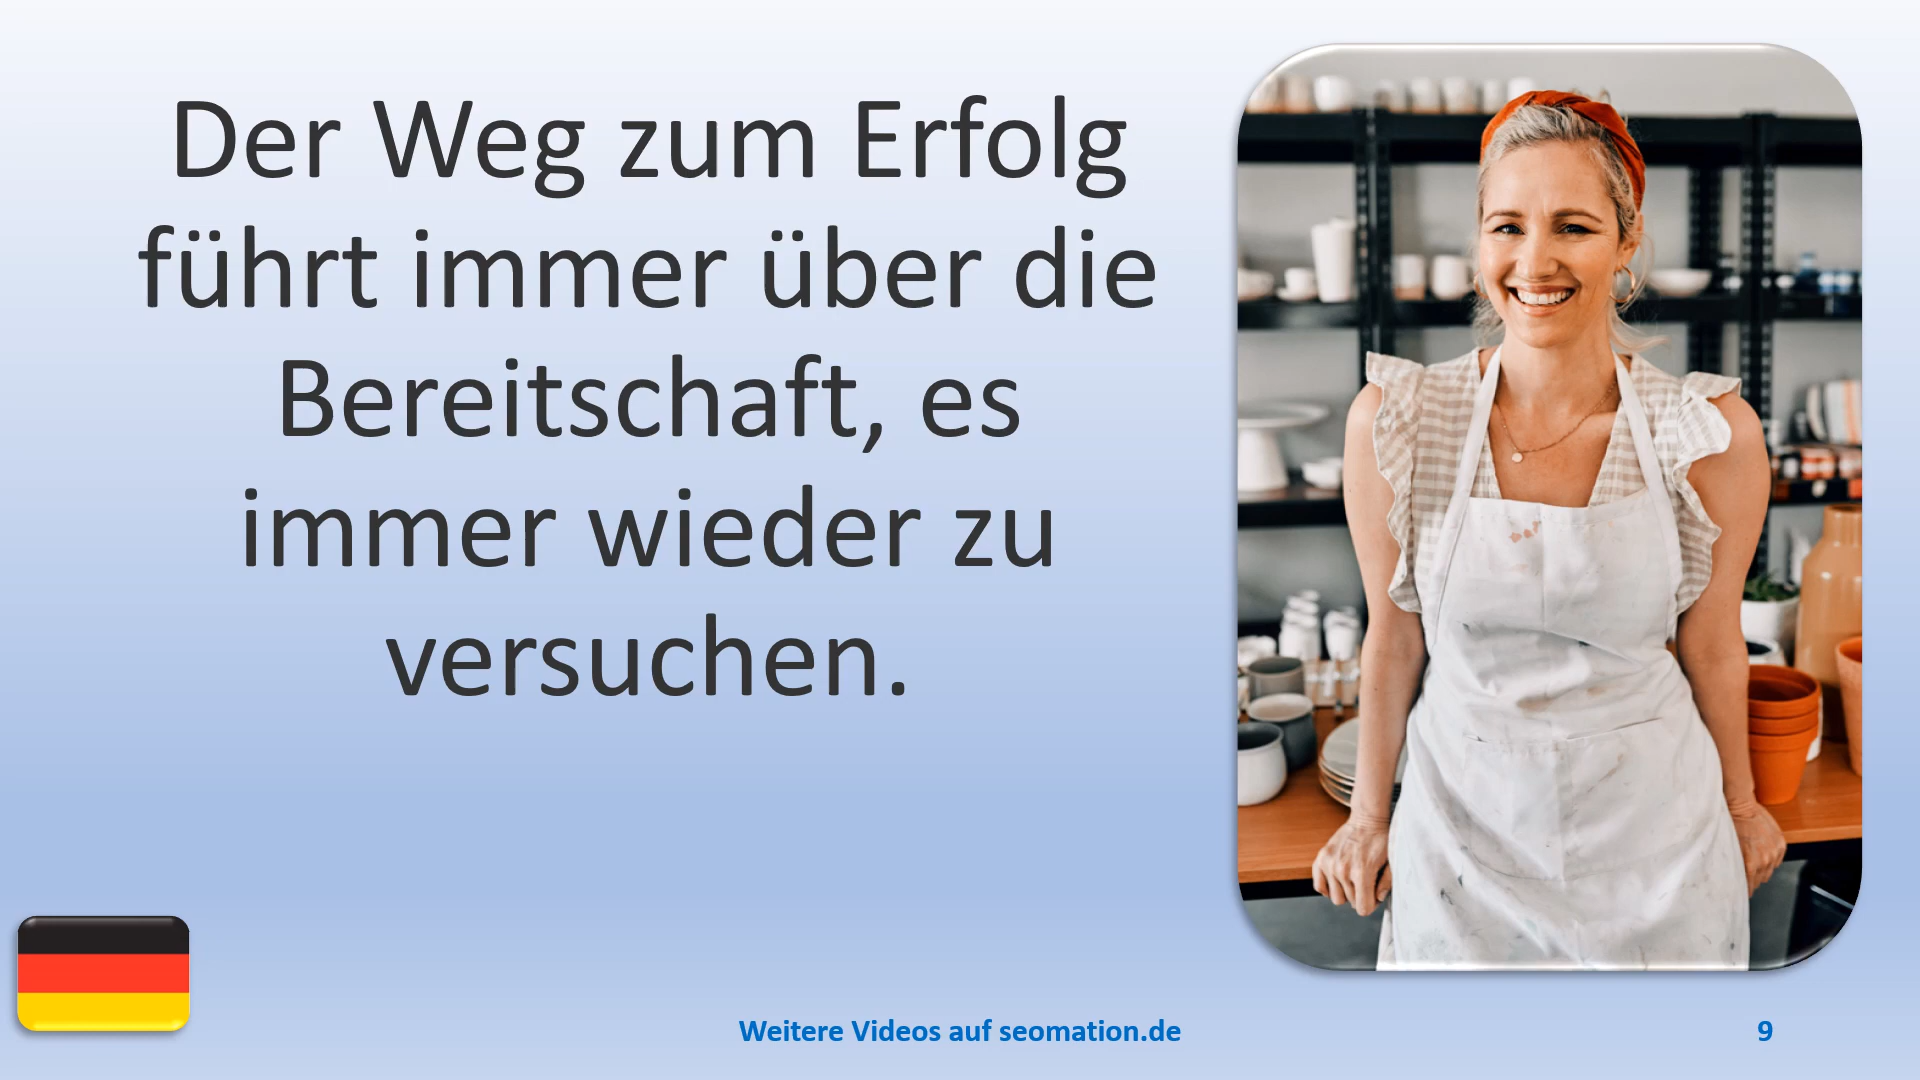 Der Weg zum Erfolg
führt immer über die
Bereitschaft, es
immer wieder zu
versuchen.
Weitere Videos auf seomation.de
9